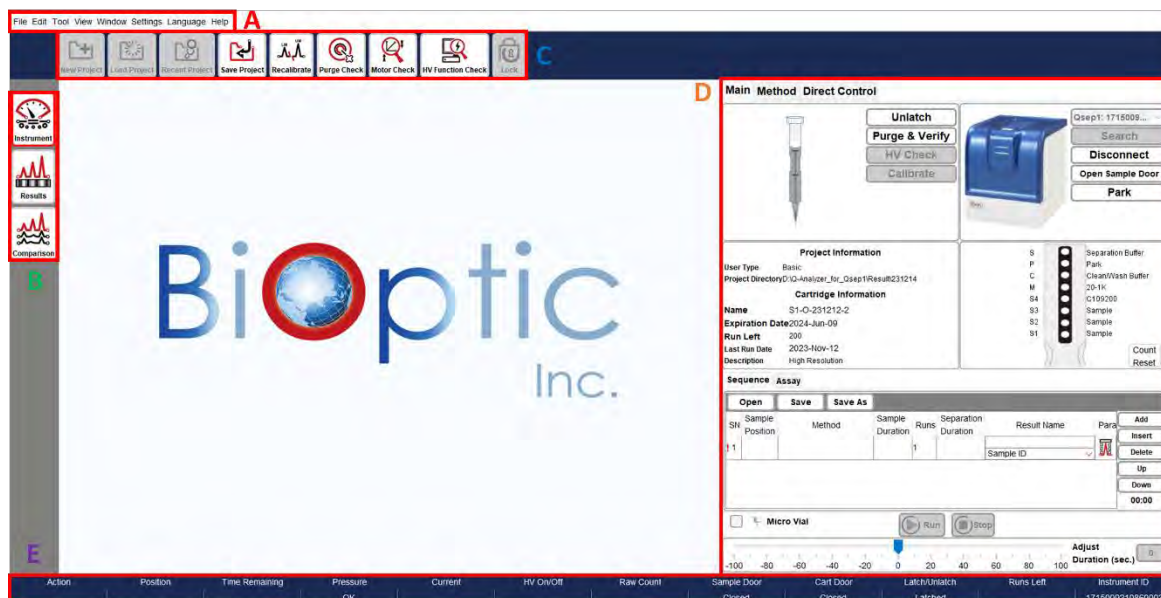 File Edit Tool View Window Settings Language Help
A
New Project Load Project Recent Project Save Project Recalibrate Purge Check Motor Check HV Function Check Lock
C
D
Instrument
Results
Comparison
B
BiOptic
Inc.
Main Method Direct Control
Unlatch
Purge & Verify
HV Check
Calibrate
Qsep1: 1715009...
Search
Disconnect
Open Sample Door
Park
Project Information
User Type Basic
Project Directory D:\Q-Analyzer_for_Qsep1\Result\231214
Cartridge Information
Name S1-O-231212-2
Expiration Date 2024-Jun-09
Run Left 200
Last Run Date 2023-Nov-12
Description High Resolution
S Separation Buffer
P Park
C Clean/Wash Buffer
M 20-1K
S4 C109200
S3 Sample
S2 Sample
S1 Sample
Count
Reset
Sequence Assay
Open Save Save As
SN Sample Position Method Sample Duration Runs Separation Duration Result Name Para
! 1 1 Sample ID
Add
Insert
Delete
Up
Down
00:00
Micro Vial
Run Stop
-100 -80 -60 -40 -20 0 20 40 60 80 100
Adjust
Duration (sec.) 0
E
Action Position Time Remaining Pressure Current HV On/Off Raw Count Sample Door Cart Door Latch/Unlatch Runs Left Instrument ID
OK Closed Closed Latched